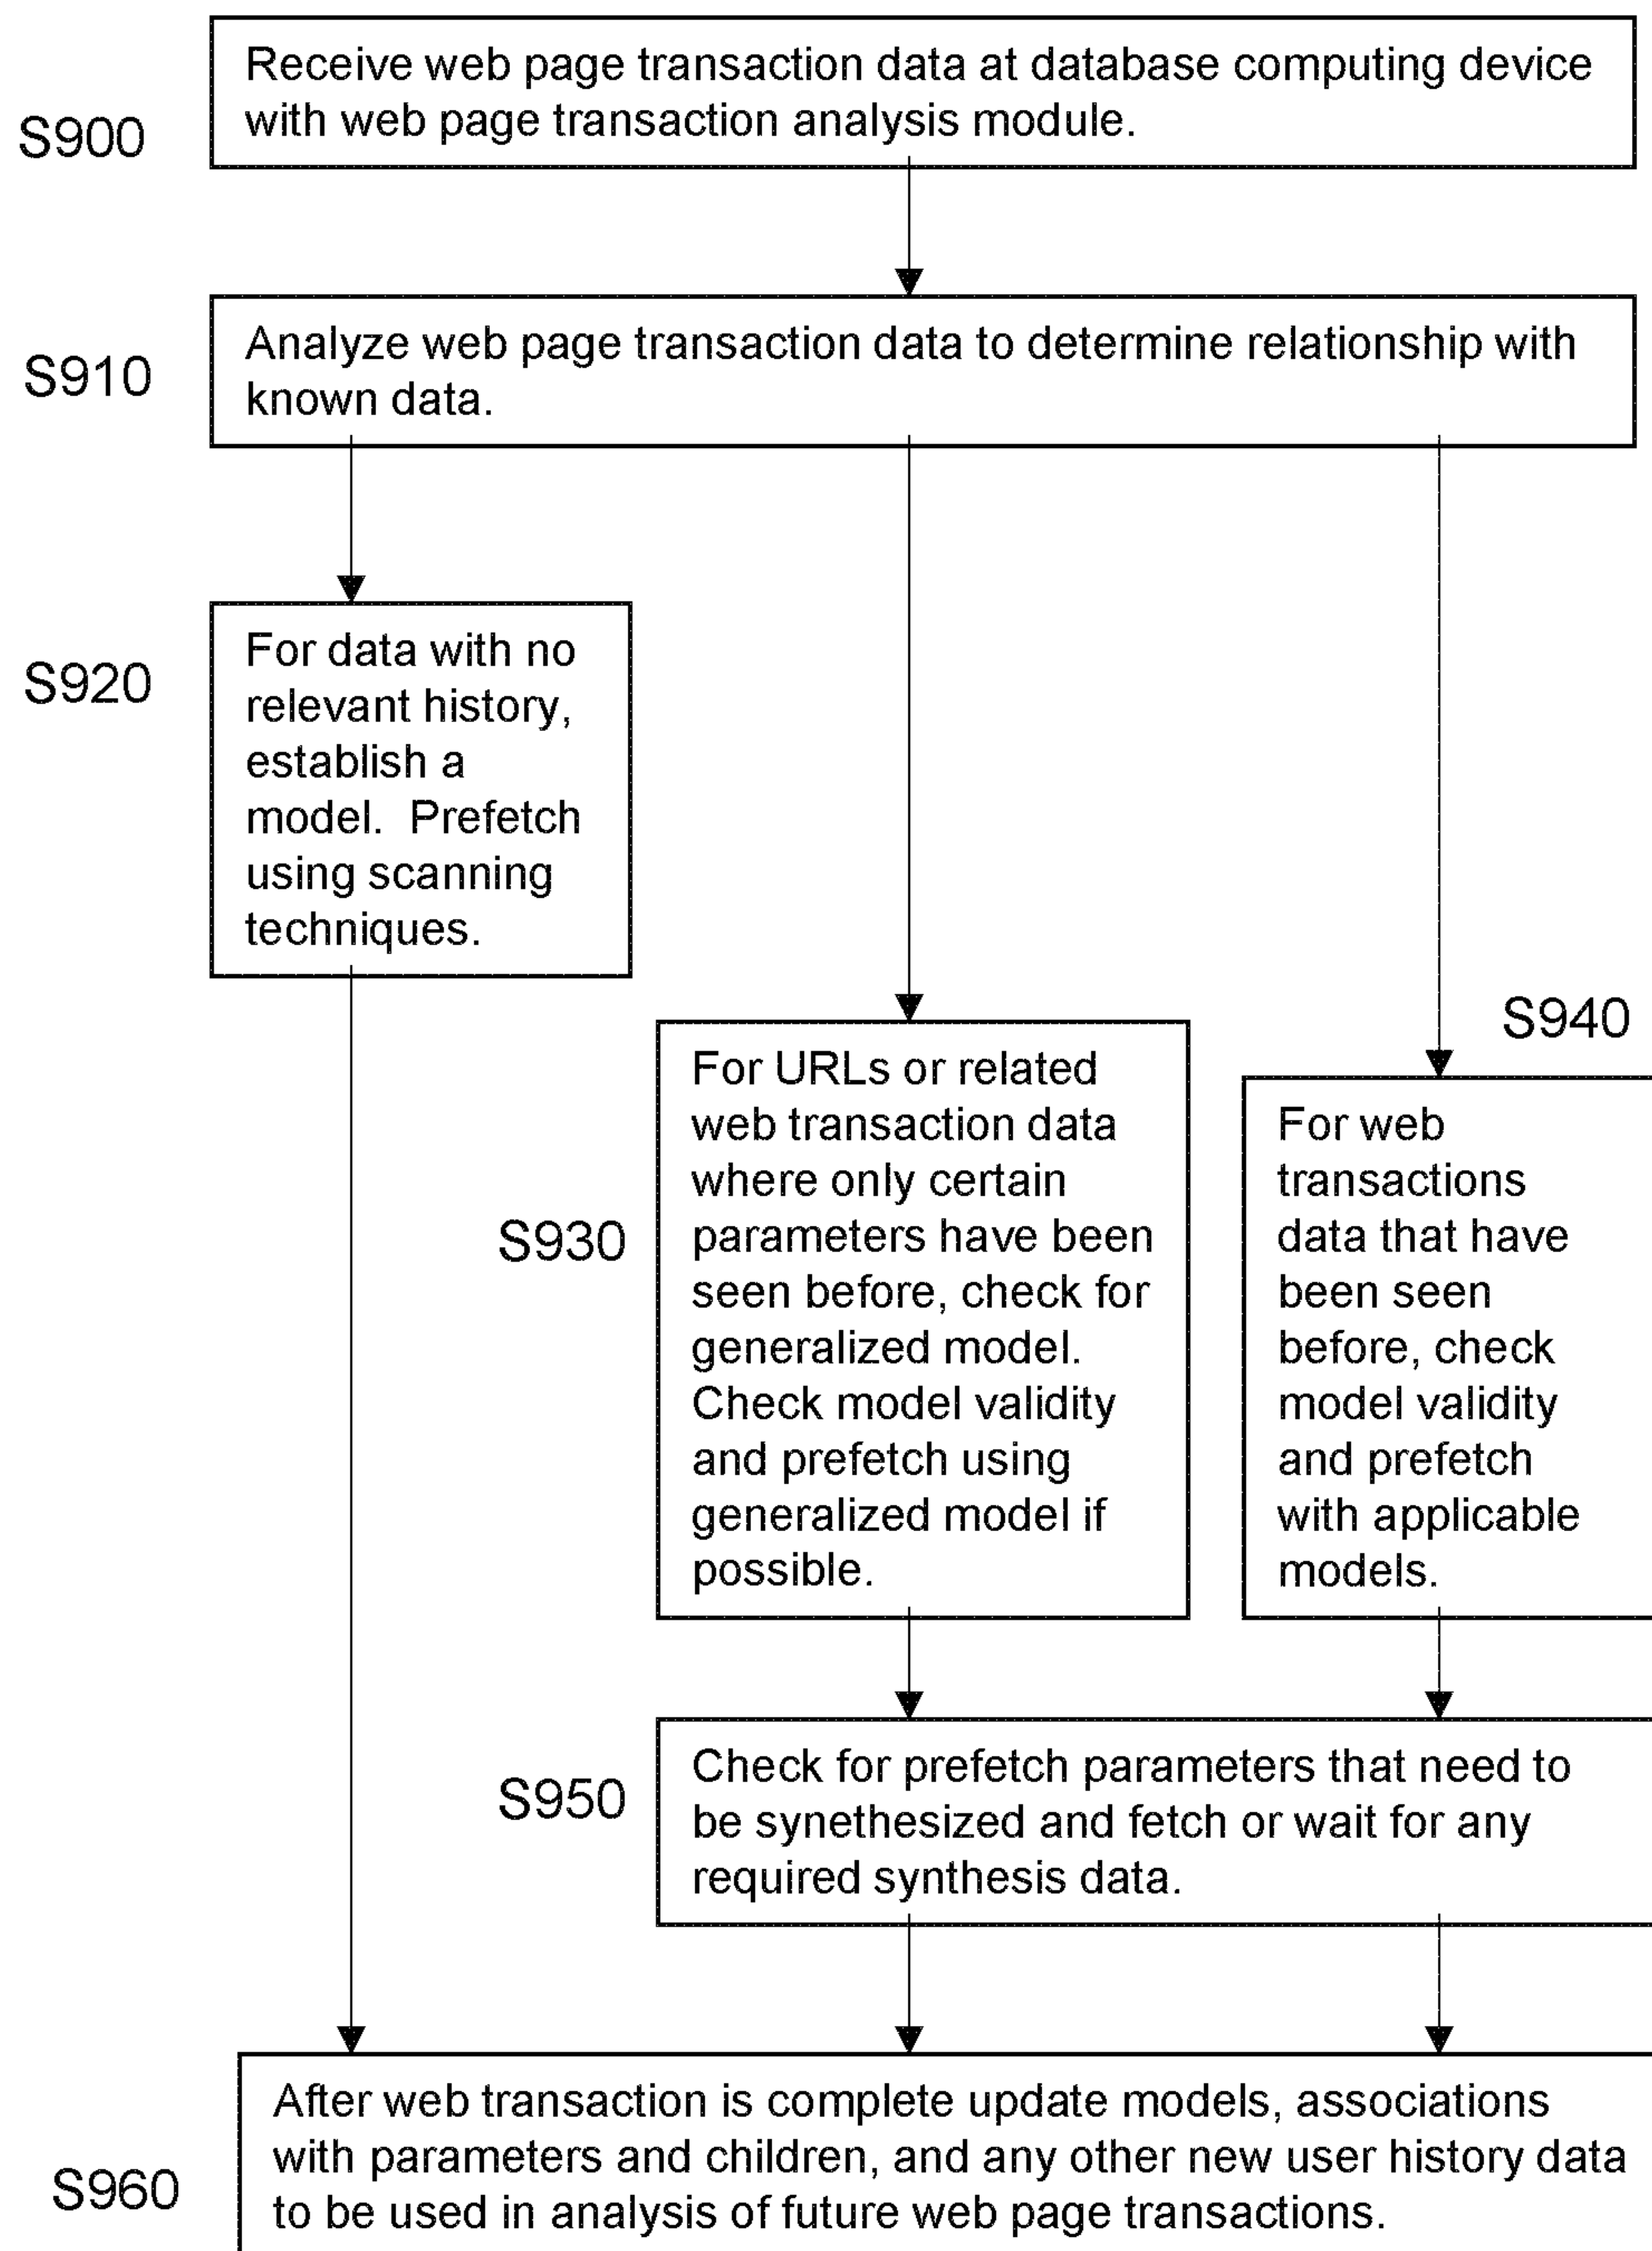 Receive web page transaction data at database computing device
with web page transaction analysis module.
S900
Analyze web page transaction data to determine relationship with
known data.
S910
S920
For data with no
relevant history,
establish a
model. Prefetch
using scanning
techniques.
S930
For URLs or related
web transaction data
where only certain
parameters have been
seen before, check for
generalized model.
Check model validity
and prefetch using
generalized model if
possible.
S940
For web
transactions
data that have
been seen
before, check
model validity
and prefetch
with applicable
models.
S950
Check for prefetch parameters that need to
be synethesized and fetch or wait for any
required synthesis data.
S960
After web transaction is complete update models, associations
with parameters and children, and any other new user history data
to be used in analysis of future web page transactions.